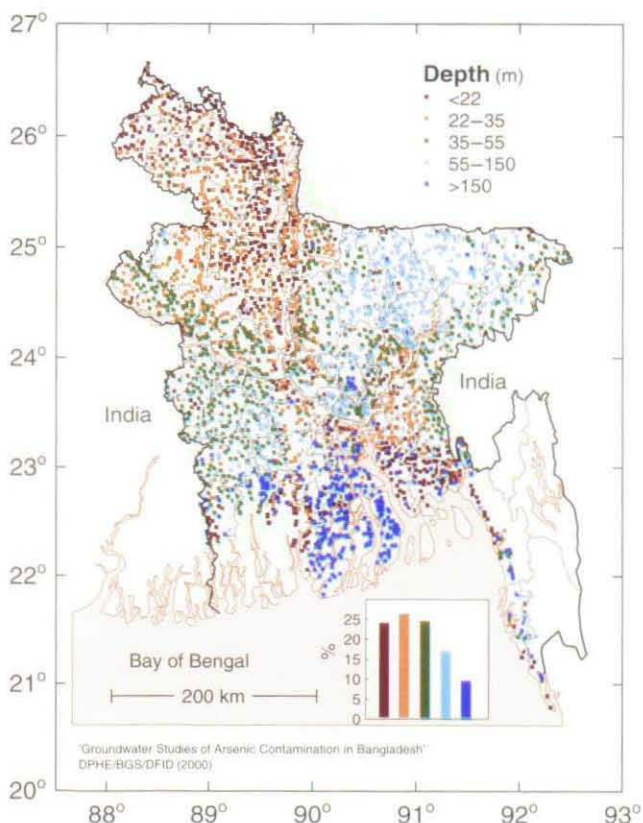 27°
26°
25°
24°
23°
22°
21°
20°
Depth (m)
<22
22–35
35–55
55–150
>150
India
India
Bay of Bengal
200 km
%
25
20
15
10
5
0
'Groundwater Studies of Arsenic Contamination in Bangladesh'
DPHE/BGS/DFID (2000)
88° 89° 90° 91° 92° 93°